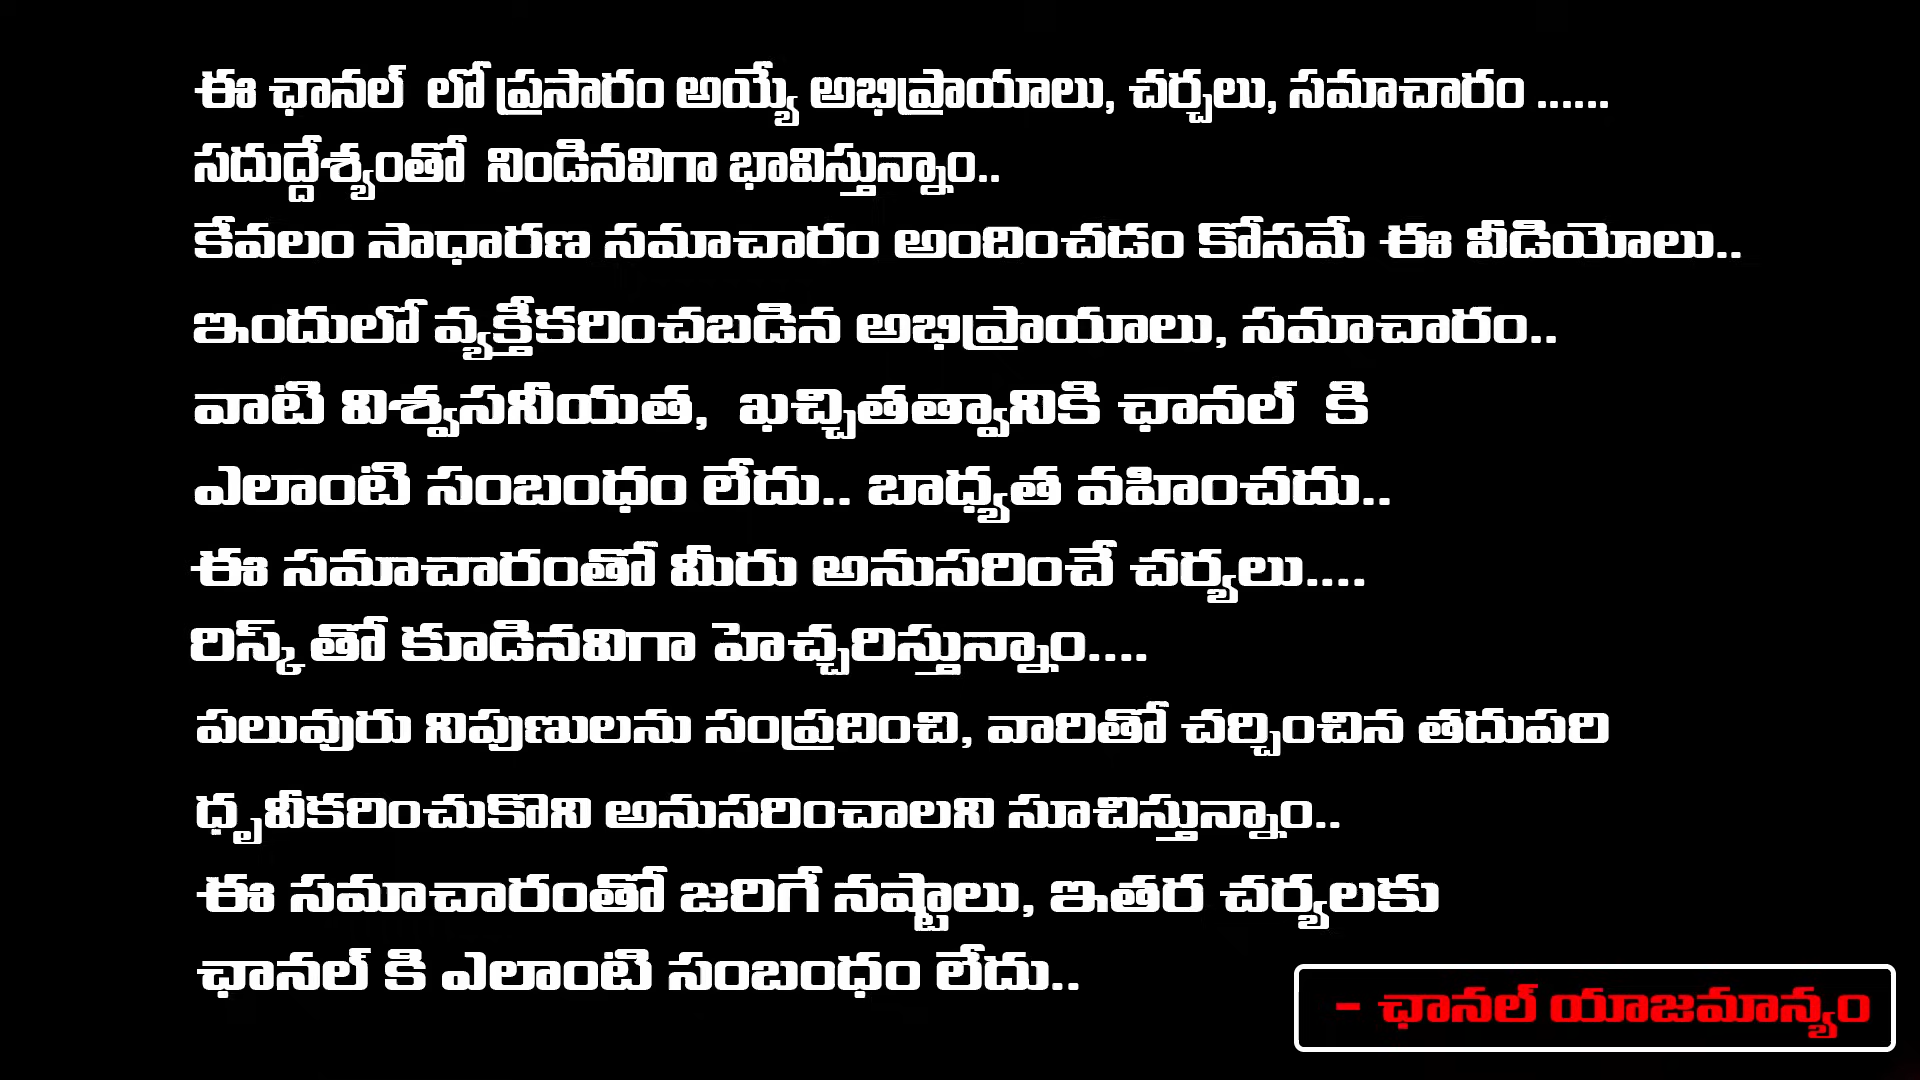 ఈ ఛానల్ లో ప్రసారం అయ్యే అభిప్రాయాలు, చర్చలు, సమాచారం ......
సదుద్దేశ్యంతో నిండినవిగా భావిస్తున్నాం..
కేవలం సాధారణ సమాచారం అందించడం కోసమే ఈ వీడియోలు..
ఇందులో వ్యక్తీకరించబడిన అభిప్రాయాలు, సమాచారం..
వాటి విశ్వసనీయత, ఖచ్చితత్వానికి ఛానల్ కి
ఎలాంటి సంబంధం లేదు.. బాధ్యత వహించదు..
ఈ సమాచారంతో మీరు అనుసరించే చర్యలు....
రిస్క్ తో కూడినవిగా హెచ్చరిస్తున్నాం....
పలువురు నిపుణులను సంప్రదించి, వారితో చర్చించిన తదుపరి
ధృవీకరించుకొని అనుసరించాలని సూచిస్తున్నాం..
ఈ సమాచారంతో జరిగే నష్టాలు, ఇతర చర్యలకు
ఛానల్ కి ఎలాంటి సంబంధం లేదు..
- ఛానల్ యాజమాన్యం